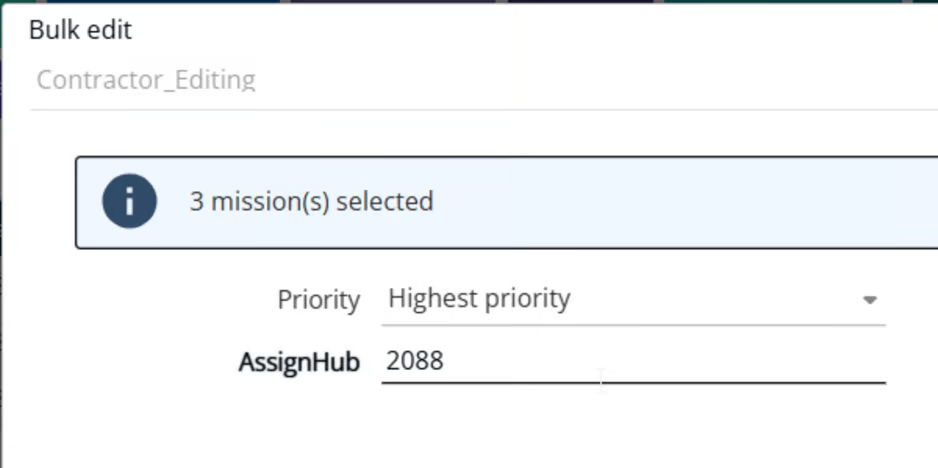 Bulk edit
Contractor_Editing
3 mission(s) selected
Priority Highest priority
AssignHub 2088